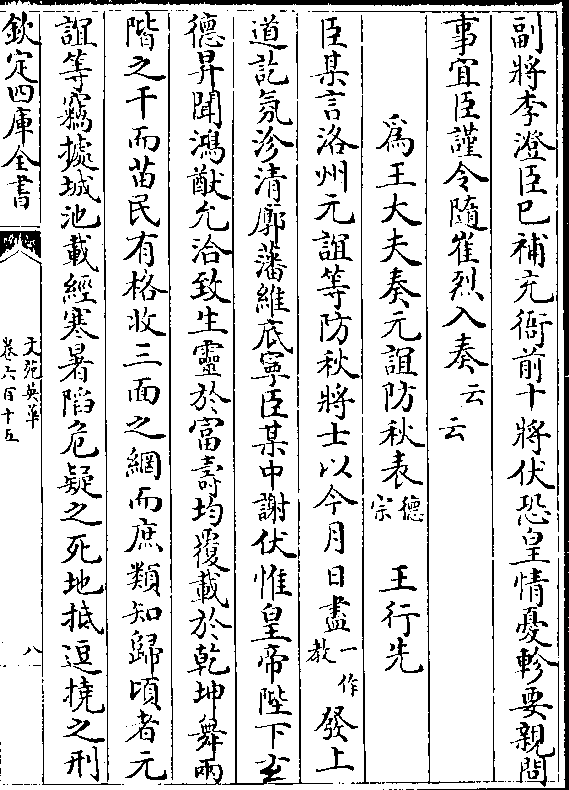 副將李澄臣已補充衙前十將伏恐皇情憂軫要親問
事宜臣謹令隨崔烈入奏云云
爲王大夫奏元誼防秋表德宗 王行先
臣某言洛州元誼等防秋將士以今月日盡一作教發上
道訖氛沴清廓藩維底寧臣某中謝伏惟皇帝陛下玄
德昇聞鴻猷允洽致生靈於富壽均覆載於乾坤舞兩
階之干而苗民有格收三面之網而庶類知歸頃者元
誼等竊據城池載經寒暑陷危疑之死地抵逗撓之刑
欽定四庫全書
文苑英華
卷六百十五
八